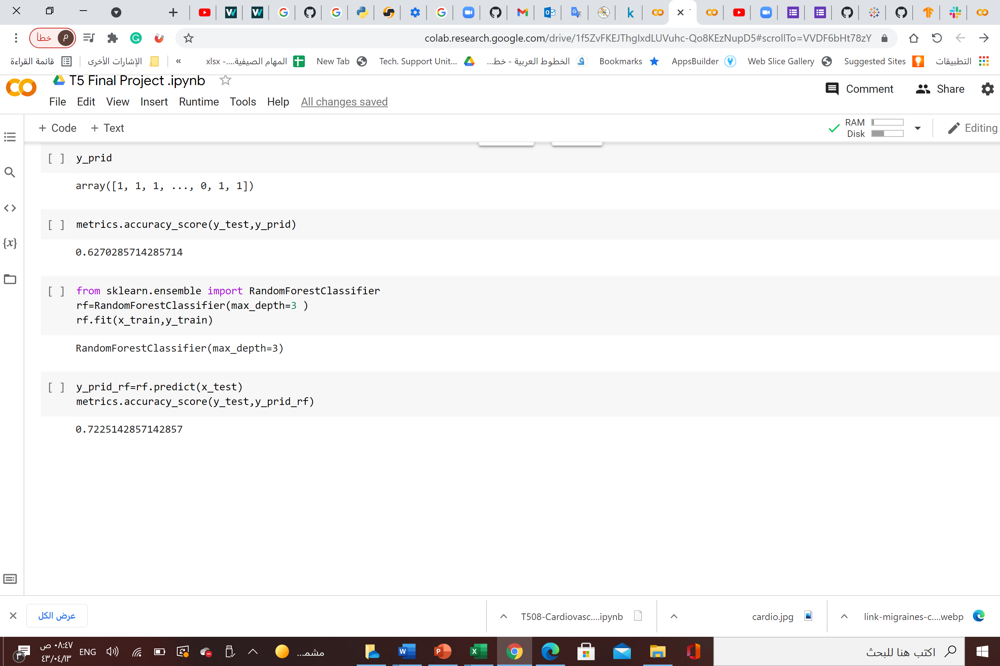 خطأ
colab.research.google.com/drive/1f5ZvFKEJThgIxdLUVuhc-Qo8KEzNupD5#scrollTo=VVDF6bHt78zY
قائمة القراءة
الإشارات الأخرى
»
المهام الصيفية....- xlsx
New Tab
Tech. Support Unit...
الخطوط العربية - خط...
Bookmarks
AppsBuilder
Web Slice Gallery
Suggested Sites
التطبيقات
T5 Final Project .ipynb
Comment
Share
File Edit View Insert Runtime Tools Help All changes saved
+ Code + Text
RAM
Disk
Editing
[ ] y_prid
array([1, 1, 1, ..., 0, 1, 1])
[ ] metrics.accuracy_score(y_test,y_prid)
0.6270285714285714
[ ] from sklearn.ensemble import RandomForestClassifier
rf=RandomForestClassifier(max_depth=3 )
rf.fit(x_train,y_train)
RandomForestClassifier(max_depth=3)
[ ] y_prid_rf=rf.predict(x_test)
metrics.accuracy_score(y_test,y_prid_rf)
0.7225142857142857
عرض الكل
T508-Cardiovasc....ipynb
cardio.jpg
link-migraines-c....webp
٠٨:٤٧ ص
٤٣/٠٤/١٣
٣
ENG
مشم...
اكتب هنا للبحث